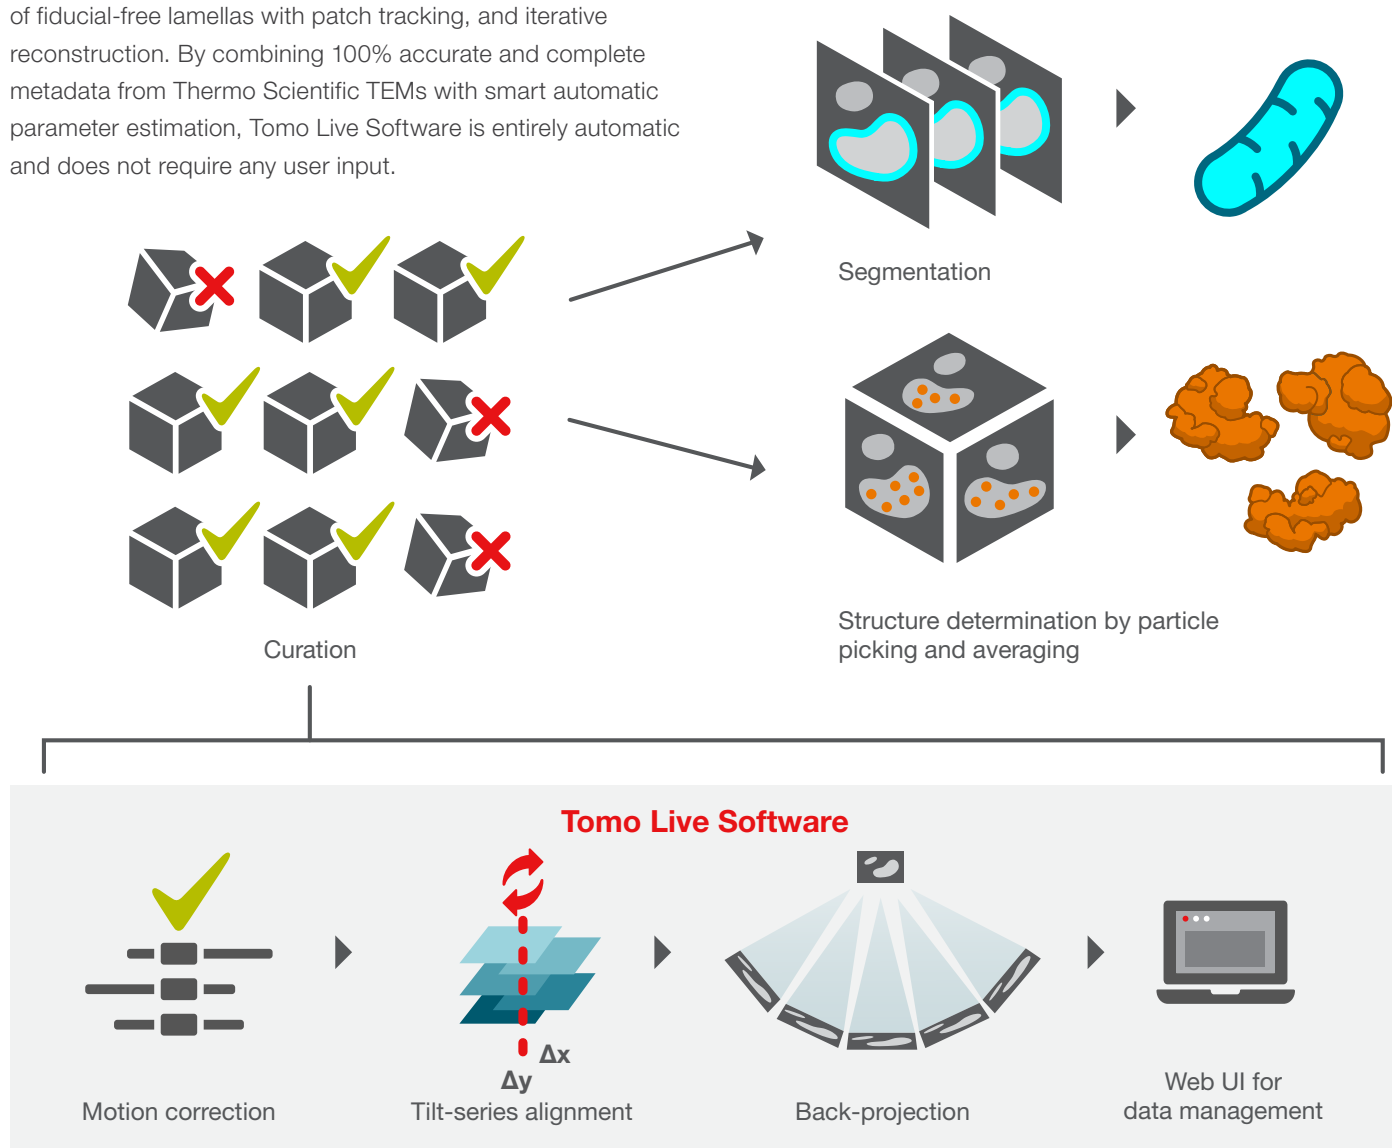 of fiducial-free lamellas with patch tracking, and iterative
reconstruction. By combining 100% accurate and complete
metadata from Thermo Scientific TEMs with smart automatic
parameter estimation, Tomo Live Software is entirely automatic
and does not require any user input.
Segmentation
Structure determination by particle
picking and averaging
Curation
Tomo Live Software
Δx
Δy
Motion correction
Tilt-series alignment
Back-projection
Web UI for
data management